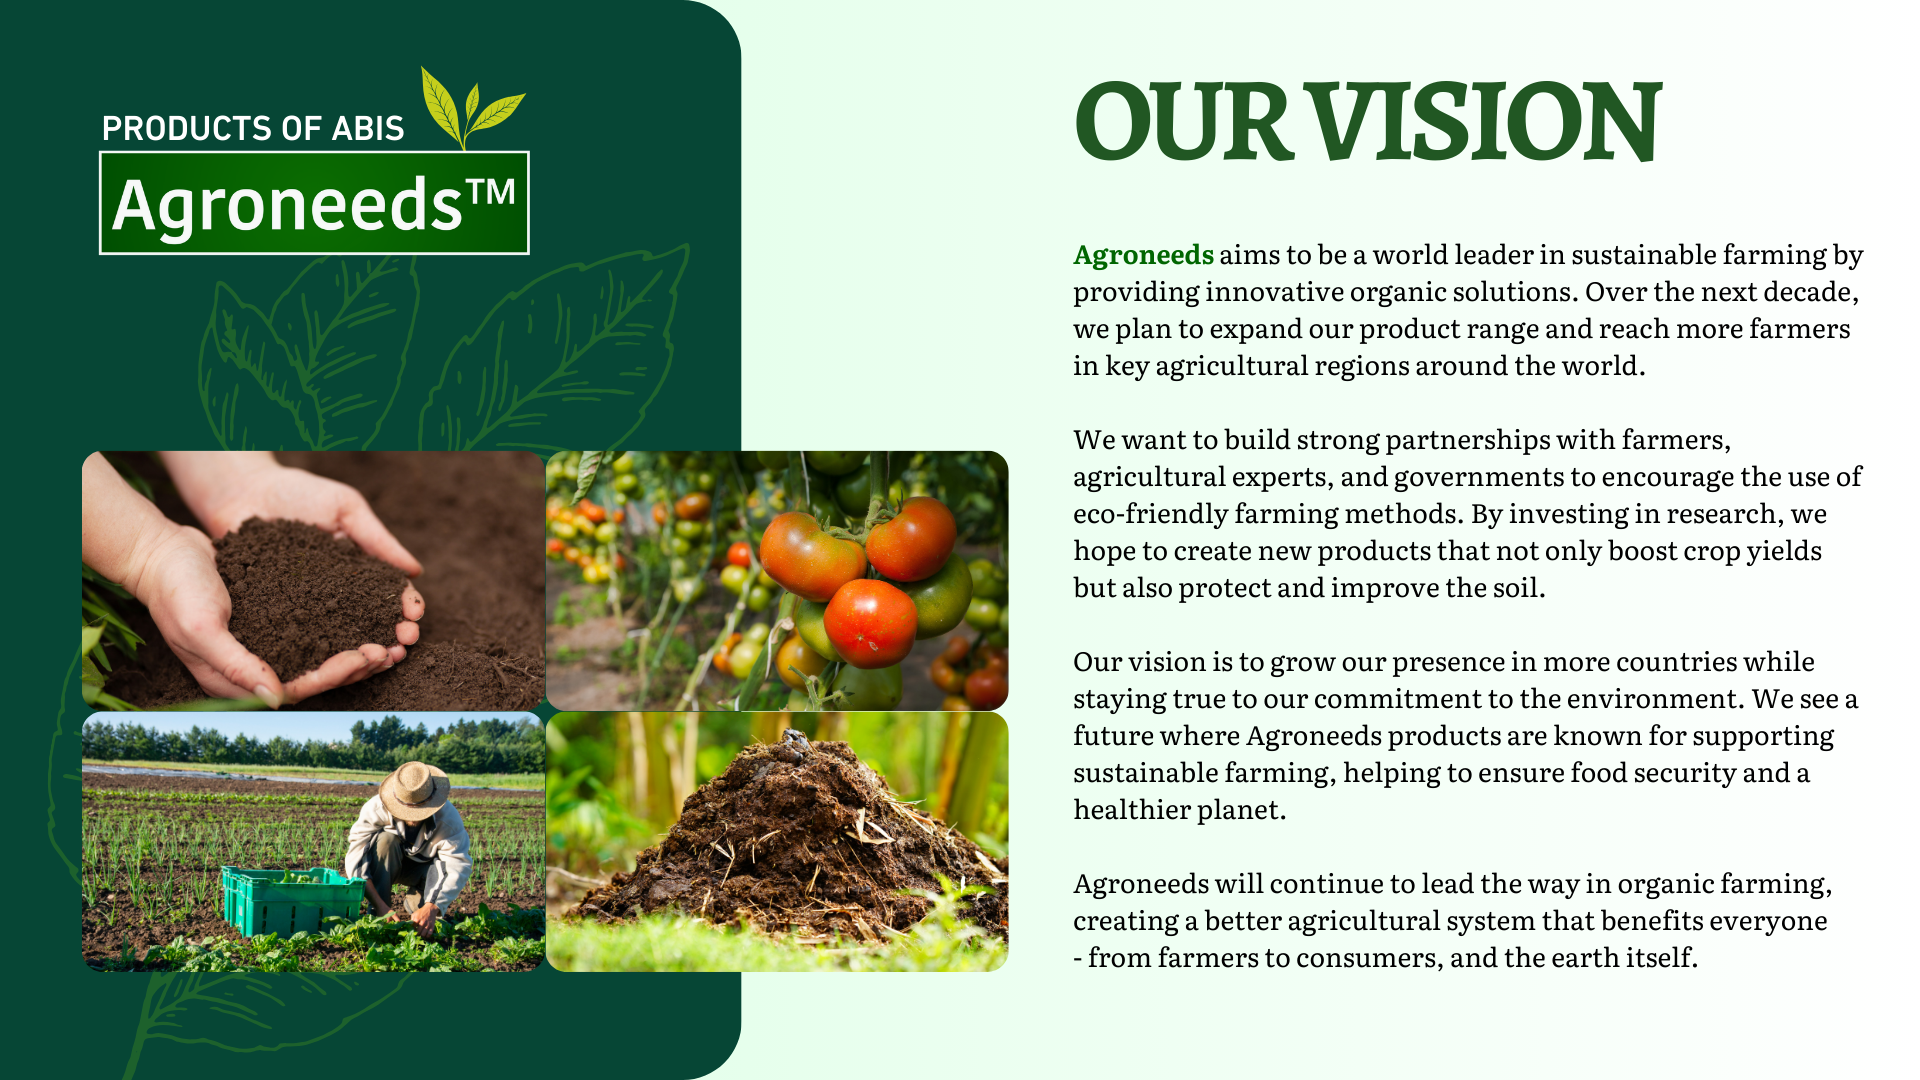 PRODUCTS OF ABIS
Agroneeds™
OUR VISION
Agroneeds aims to be a world leader in sustainable farming by
providing innovative organic solutions. Over the next decade,
we plan to expand our product range and reach more farmers
in key agricultural regions around the world.
We want to build strong partnerships with farmers,
agricultural experts, and governments to encourage the use of
eco-friendly farming methods. By investing in research, we
hope to create new products that not only boost crop yields
but also protect and improve the soil.
Our vision is to grow our presence in more countries while
staying true to our commitment to the environment. We see a
future where Agroneeds products are known for supporting
sustainable farming, helping to ensure food security and a
healthier planet.
Agroneeds will continue to lead the way in organic farming,
creating a better agricultural system that benefits everyone
- from farmers to consumers, and the earth itself.